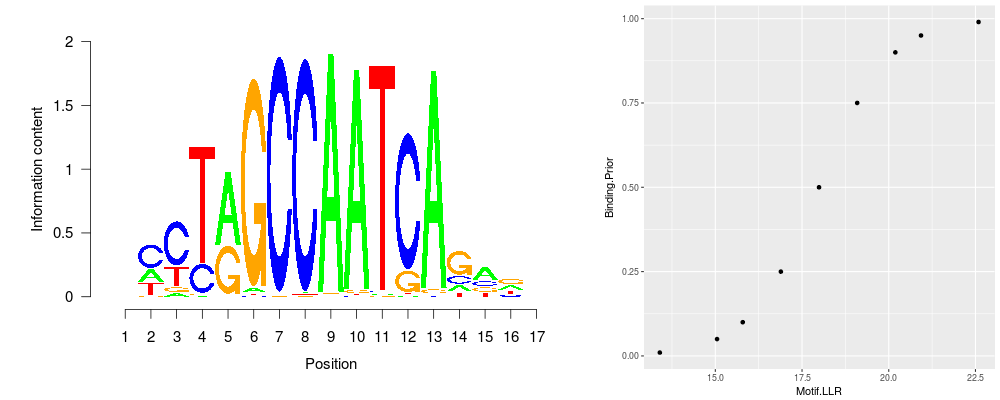 Information content
2
1.5
1
0.5
0
1 2 3 4 5 6 7 8 9 10 11 12 13 14 15 16 17
Position
C C T A G C C A A T C A G A G
A T C G G C C
T G A G A
Binding.Prior
1.00
0.75
0.50
0.25
0.00
15.0 17.5 20.0 22.5
Motif.LLR